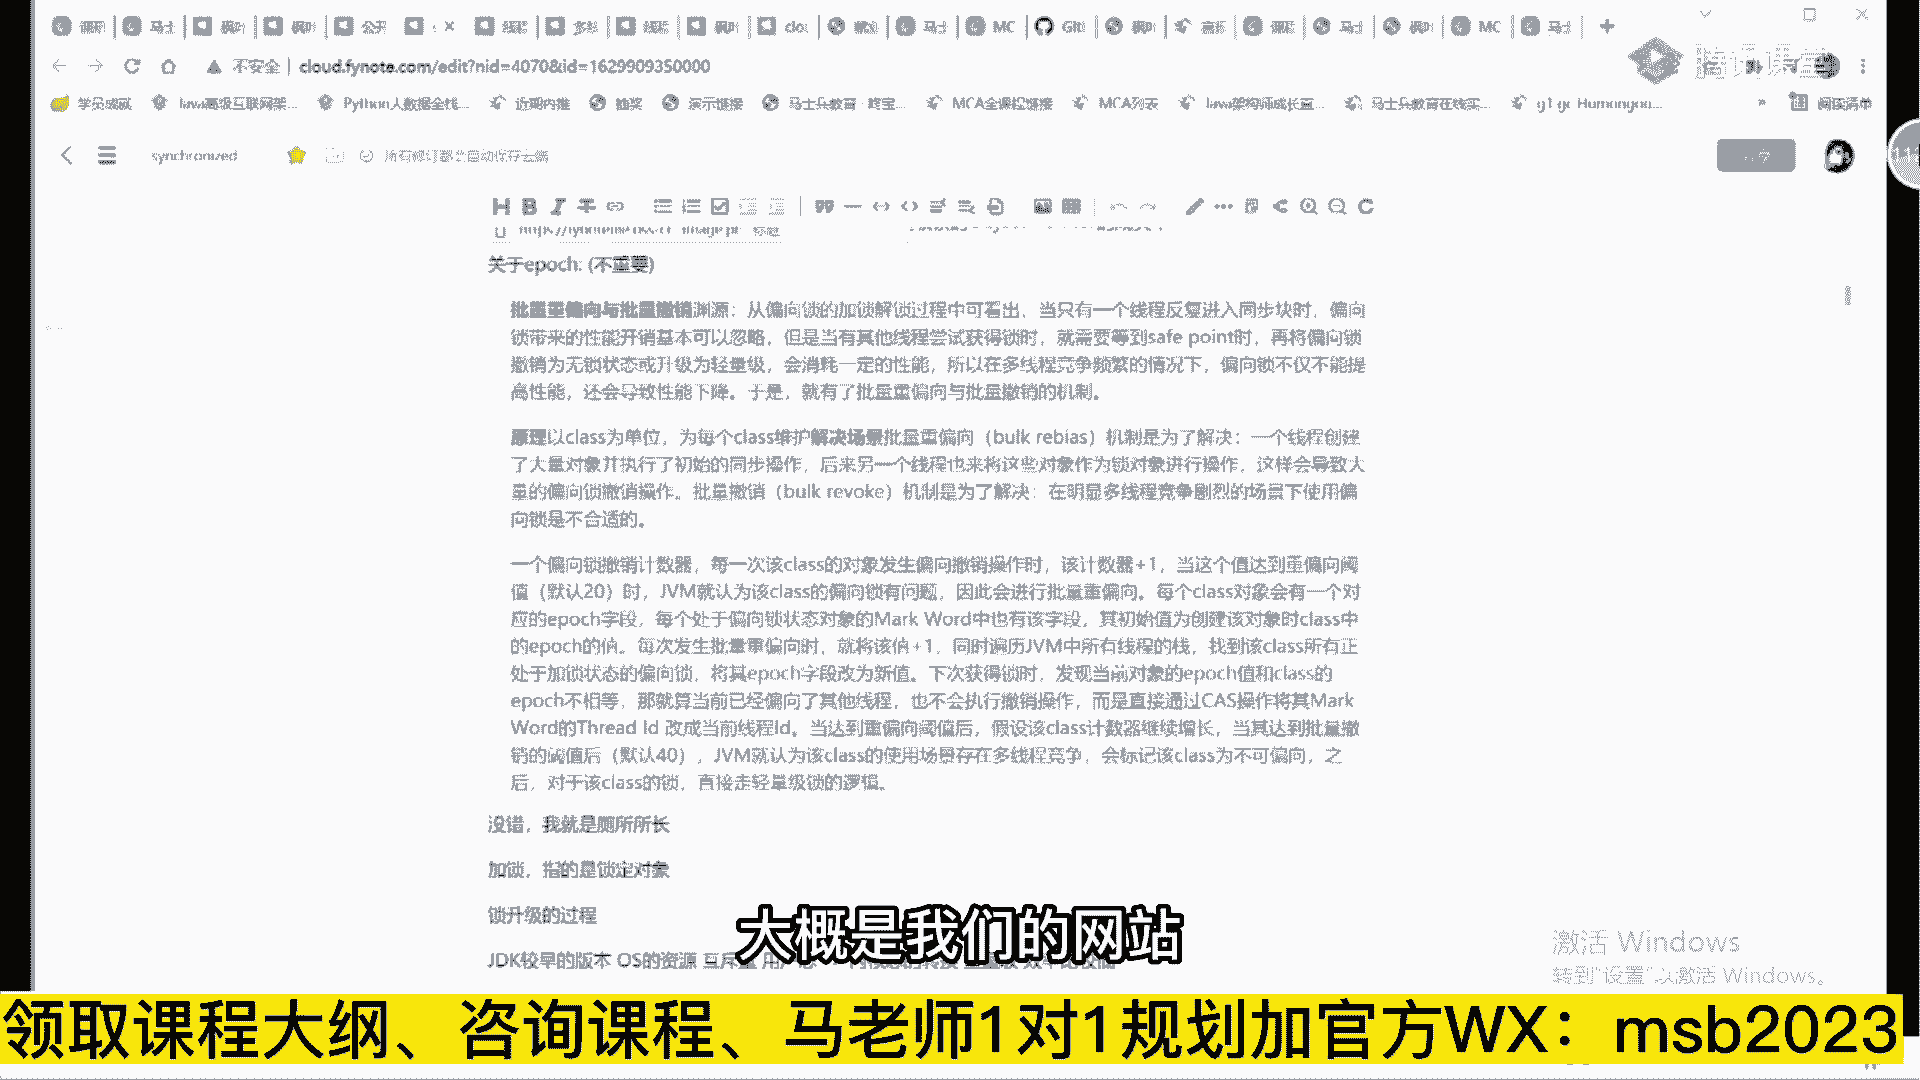 不安全 cloud.fynote.com/edit?nid=4070&id=1629909350000
腾讯课堂
学员成就 Java高级互联网架... Python人数据全栈... 近期内推 抽奖 演示链接 马士兵教育 MCA全课程链接 MCA列表 Java架构师成长直... 马士兵教育在线实... g1 gc Humongou... 阅读清单
synchronized 所有修订都会自动保存云端
关于epoch: (不重要)
批量重偏向与批量撤销渊源：从偏向锁的加锁解锁过程中可看出，当只有一个线程反复进入同步块时，偏向
锁带来的性能开销基本可以忽略，但是当有其他线程尝试获得锁时，就需要等到safe point时，再将偏向锁
撤销为无锁状态或升级为轻量级，会消耗一定的性能，所以在多线程竞争频繁的情况下，偏向锁不仅不能提
高性能，还会导致性能下降。于是，就有了批量重偏向与批量撤销的机制。
原理以class为单位，为每个class维护解决场景批量重偏向（bulk rebias）机制是为了解决：一个线程创建
了大量对象并执行了初始的同步操作，后来另一个线程也来将这些对象作为锁对象进行操作，这样会导致大
量的偏向锁撤销操作。批量撤销（bulk revoke）机制是为了解决：在明显多线程竞争剧烈的场景下使用偏
向锁是不合适的。
一个偏向锁撤销计数器，每一次该class的对象发生偏向撤销操作时，该计数器+1，当这个值达到重偏向阈
值（默认20）时，JVM就认为该class的偏向锁有问题，因此会进行批量重偏向。每个class对象会有一个对
应的epoch字段，每个处于偏向锁状态对象的Mark Word中也有该字段，其初始值为创建该对象时class中
的epoch的值。每次发生批量重偏向时，就将该值+1，同时遍历JVM中所有线程的栈，找到该class所有正
处于加锁状态的偏向锁，将其epoch字段改为新值。下次获得锁时，发现当前对象的epoch值和class的
epoch不相等，那就算当前已经偏向了其他线程，也不会执行撤销操作，而是直接通过CAS操作将其Mark
Word的Thread Id 改成当前线程Id。当达到重偏向阈值后，假设该class计数器继续增长，当其达到批量撤
销的阈值后（默认40），JVM就认为该class的使用场景存在多线程竞争，会标记该class为不可偏向，之
后，对于该class的锁，直接走轻量级锁的逻辑。
没错，我就是厕所所长
加锁，指的是锁定对象
锁升级的过程
JDK较早的版本 OS的资源 互斥量
大概是我们的网站
激活 Windows
转到"设置"以激活 Windows。
领取课程大纲、咨询课程、马老师1对1规划加官方WX：msb2023